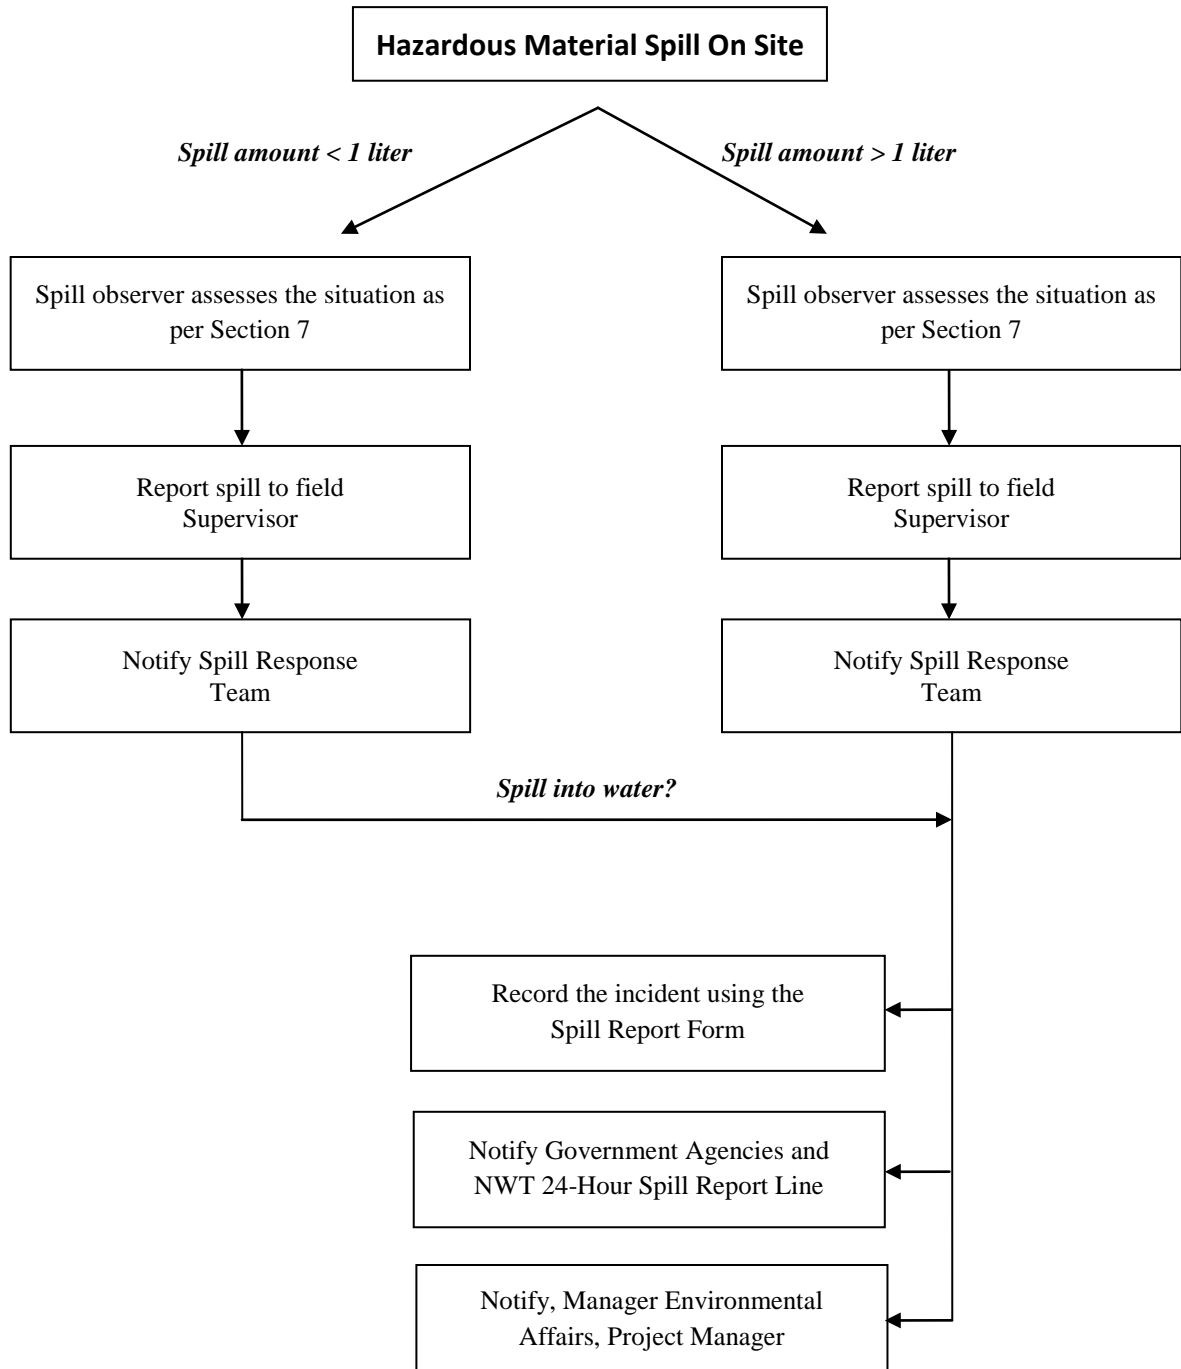 Hazardous Material Spill On Site
Spill amount < 1 liter
Spill amount > 1 liter
Spill observer assesses the situation as
per Section 7
Spill observer assesses the situation as
per Section 7
Report spill to field
Supervisor
Report spill to field
Supervisor
Notify Spill Response
Team
Notify Spill Response
Team
Spill into water?
Record the incident using the
Spill Report Form
Notify Government Agencies and
NWT 24-Hour Spill Report Line
Notify, Manager Environmental
Affairs, Project Manager